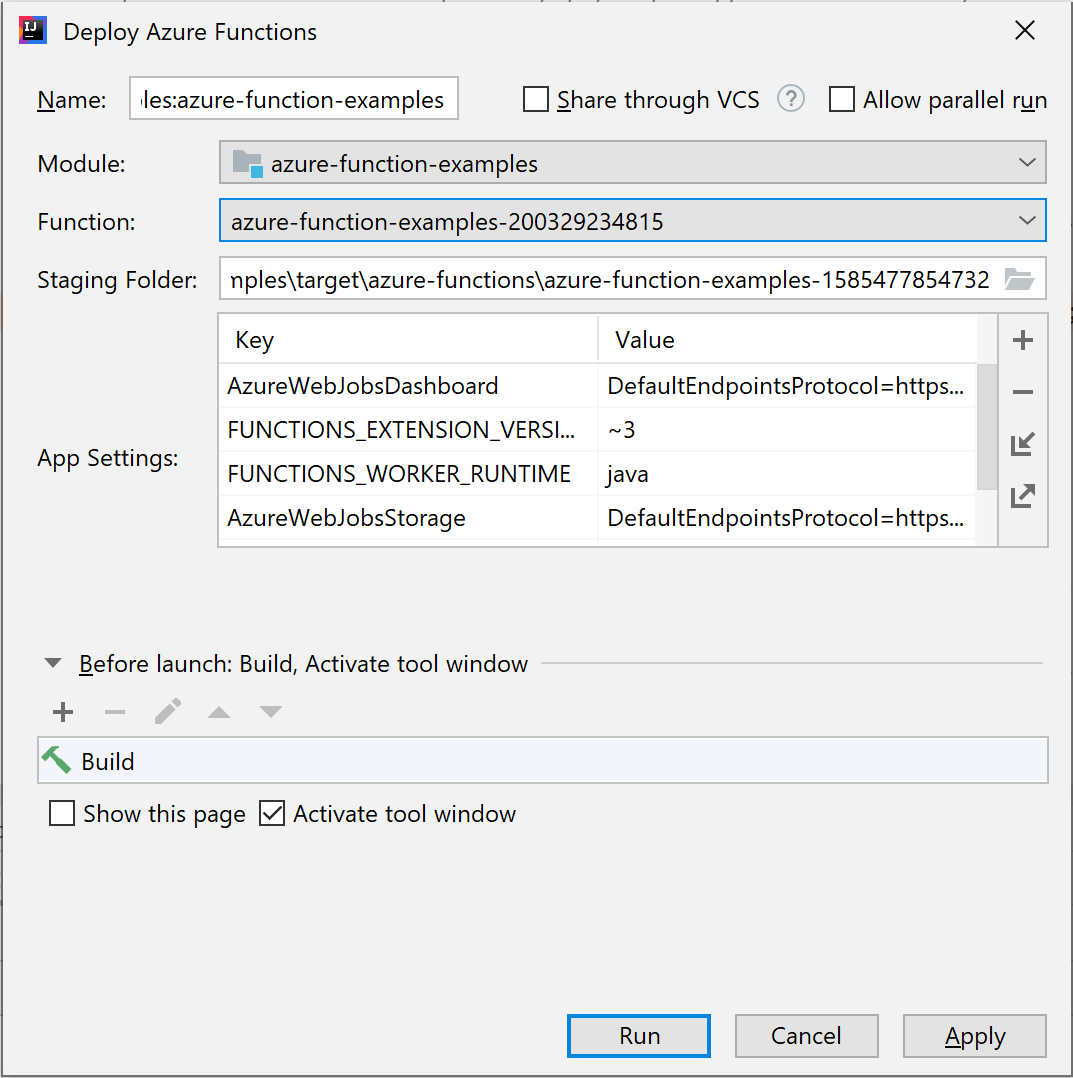 Deploy Azure Functions
Name: les:azure-function-examples Share through VCS ? Allow parallel run
Module: azure-function-examples
Function: azure-function-examples-200329234815
Staging Folder: mples\target\azure-functions\azure-function-examples-1585477854732
Key Value
AzureWebJobsDashboard DefaultEndpointsProtocol=https...
FUNCTIONS_EXTENSION_VERSI... ~3
App Settings:
FUNCTIONS_WORKER_RUNTIME java
AzureWebJobsStorage DefaultEndpointsProtocol=https...
Before launch: Build, Activate tool window
Build
Show this page Activate tool window
Run Cancel Apply